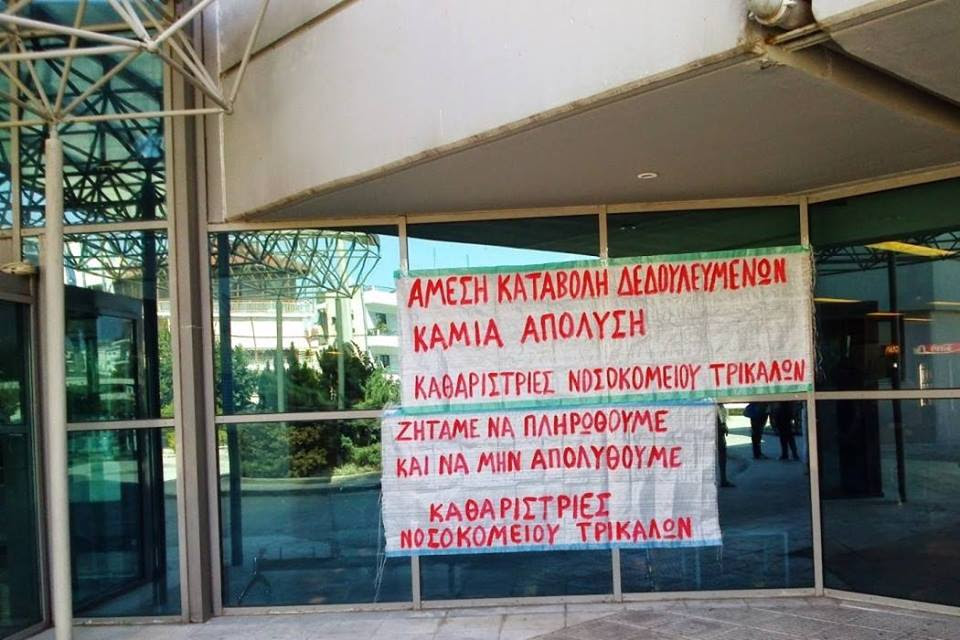 ΑΜΕΣΗ ΚΑΤΑΒΟΛΗ ΔΕΔΟΥΛΕΥΜΕΝΩΝ
ΚΑΜΙΑ ΑΠΟΛΥΣΗ
ΚΑΘΑΡΙΣΤΡΙΕΣ ΝΟΣΟΚΟΜΕΙΟΥ ΤΡΙΚΑΛΩΝ
ΖΗΤΑΜΕ ΝΑ ΠΛΗΡΩΘΟΥΜΕ
ΚΑΙ ΝΑ ΜΗΝ ΑΠΟΛΥΘΟΥΜΕ
ΚΑΘΑΡΙΣΤΡΙΕΣ
ΝΟΣΟΚΟΜΕΙΟΥ ΤΡΙΚΑΛΩΝ